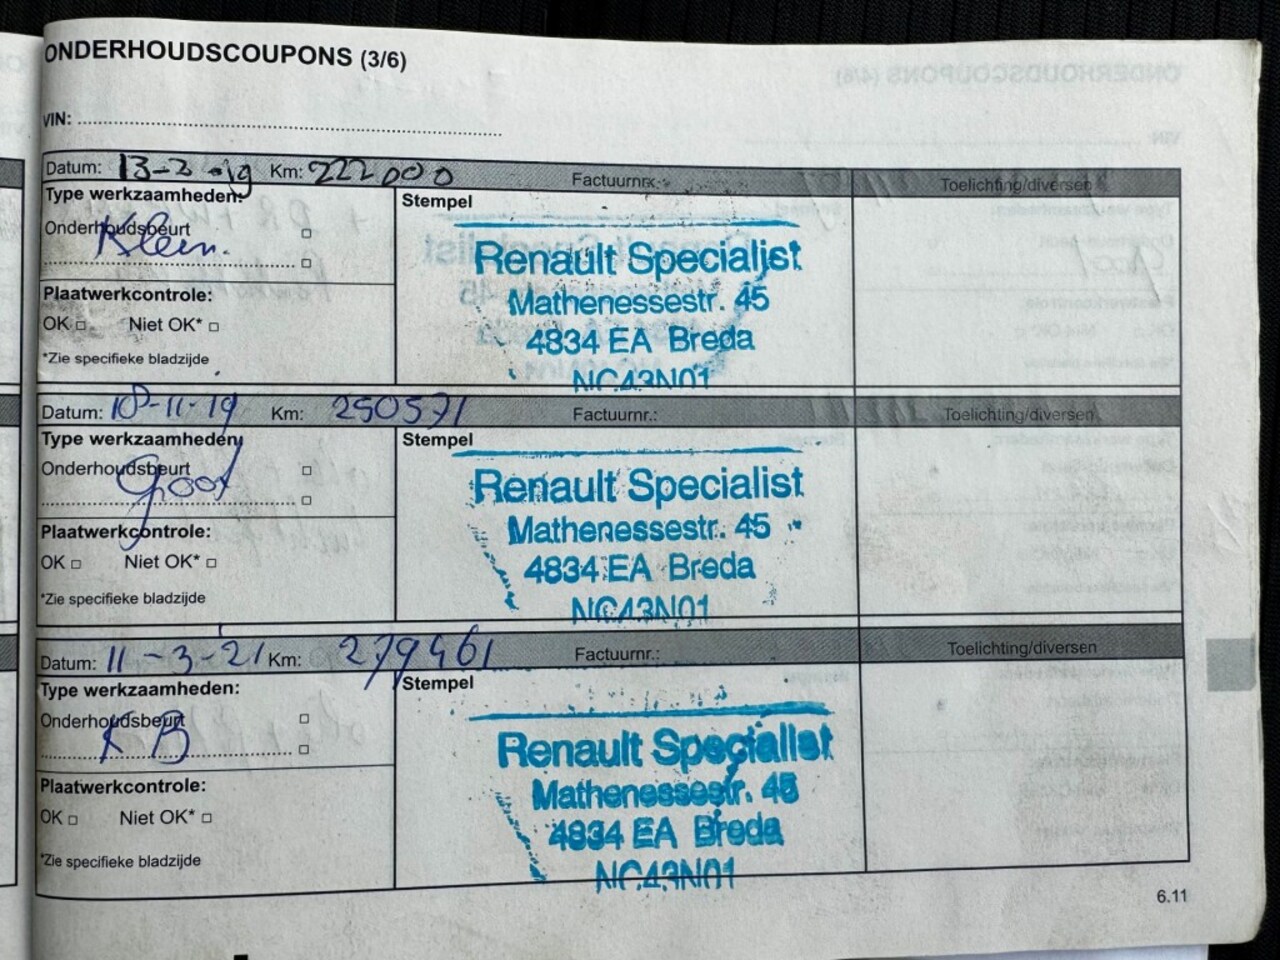 ONDERHOUDSCOUPONS (3/6)
VIN:
Datum: 13-2-19 Km: 222000 Factuurnr.: Toelichting/diversen
Type werkzaamheden:
Stempel
Onderhoudsbeurt
Klein.
Plaatwerkcontrole:
OK Niet OK*
*Zie specifieke bladzijde
Renault Specialist
Mathenessestr. 45
4834 EA Breda
NC43N01
Datum: 18-11-19 Km: 250571 Factuurnr.: Toelichting/diversen
Type werkzaamheden:
Stempel
Onderhoudsbeurt
Groot
Plaatwerkcontrole:
OK Niet OK*
*Zie specifieke bladzijde
Renault Specialist
Mathenessestr. 45
4834 EA Breda
NC43N01
Datum: 11-3-21 Km: 279461 Factuurnr.: Toelichting/diversen
Type werkzaamheden:
Stempel
Onderhoudsbeurt
K B
Plaatwerkcontrole:
OK Niet OK*
*Zie specifieke bladzijde
Renault Specialist
Mathenessestr. 45
4834 EA Breda
NC43N01
6.11